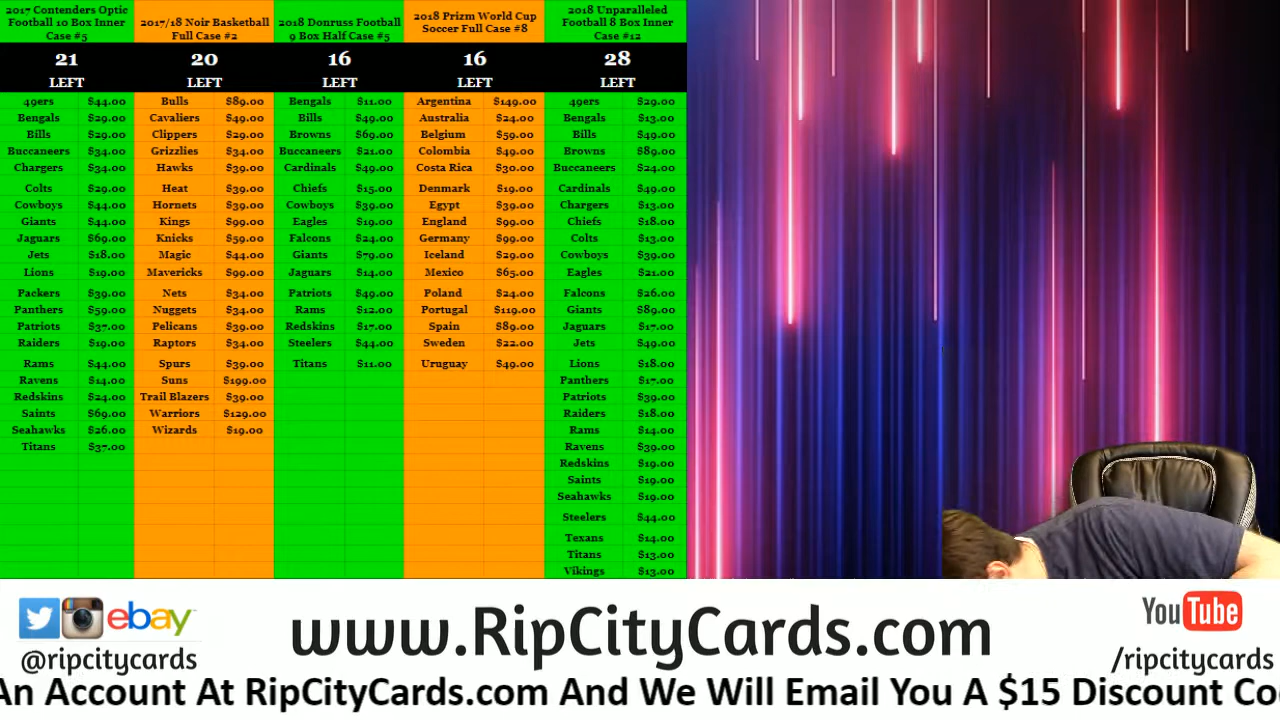 2017 Contenders Optic
Football 10 Box Inner
Case #5
21
LEFT
49ers $44.00
Bengals $29.00
Bills $29.00
Buccaneers $34.00
Chargers $34.00
Colts $29.00
Cowboys $44.00
Giants $44.00
Jaguars $69.00
Jets $18.00
Lions $19.00
Packers $39.00
Panthers $59.00
Patriots $37.00
Raiders $19.00
Rams $44.00
Ravens $14.00
Redskins $24.00
Saints $69.00
Seahawks $26.00
Titans $37.00
2017/18 Noir Basketball
Full Case #2
20
LEFT
Bulls $89.00
Cavaliers $49.00
Clippers $29.00
Grizzlies $34.00
Hawks $39.00
Heat $39.00
Hornets $39.00
Kings $99.00
Knicks $59.00
Magic $44.00
Mavericks $99.00
Nets $34.00
Nuggets $34.00
Pelicans $39.00
Raptors $34.00
Spurs $39.00
Suns $199.00
Trail Blazers $39.00
Warriors $129.00
Wizards $19.00
2018 Donruss Football
9 Box Half Case #5
16
LEFT
Bengals $11.00
Bills $49.00
Browns $69.00
Buccaneers $21.00
Cardinals $49.00
Chiefs $15.00
Cowboys $39.00
Eagles $19.00
Falcons $24.00
Giants $79.00
Jaguars $14.00
Patriots $49.00
Rams $12.00
Redskins $17.00
Steelers $44.00
Titans $11.00
2018 Prizm World Cup
Soccer Full Case #8
16
LEFT
Argentina $149.00
Australia $24.00
Belgium $59.00
Colombia $49.00
Costa Rica $30.00
Denmark $19.00
Egypt $39.00
England $99.00
Germany $99.00
Iceland $29.00
Mexico $65.00
Poland $24.00
Portugal $119.00
Spain $89.00
Sweden $22.00
Uruguay $49.00
2018 Unparalleled
Football 8 Box Inner
Case #12
28
LEFT
49ers $29.00
Bengals $13.00
Bills $49.00
Browns $89.00
Buccaneers $24.00
Cardinals $49.00
Chargers $13.00
Chiefs $18.00
Colts $13.00
Cowboys $39.00
Eagles $21.00
Falcons $26.00
Giants $89.00
Jaguars $17.00
Jets $49.00
Lions $18.00
Panthers $17.00
Patriots $39.00
Raiders $18.00
Rams $14.00
Ravens $39.00
Redskins $19.00
Saints $19.00
Seahawks $19.00
Steelers $44.00
Texans $14.00
Titans $13.00
Vikings $13.00
ebay
@ripcitycards
www.RipCityCards.com
YouTube
/ripcitycards
An Account At RipCityCards.com And We Will Email You A $15 Discount Co